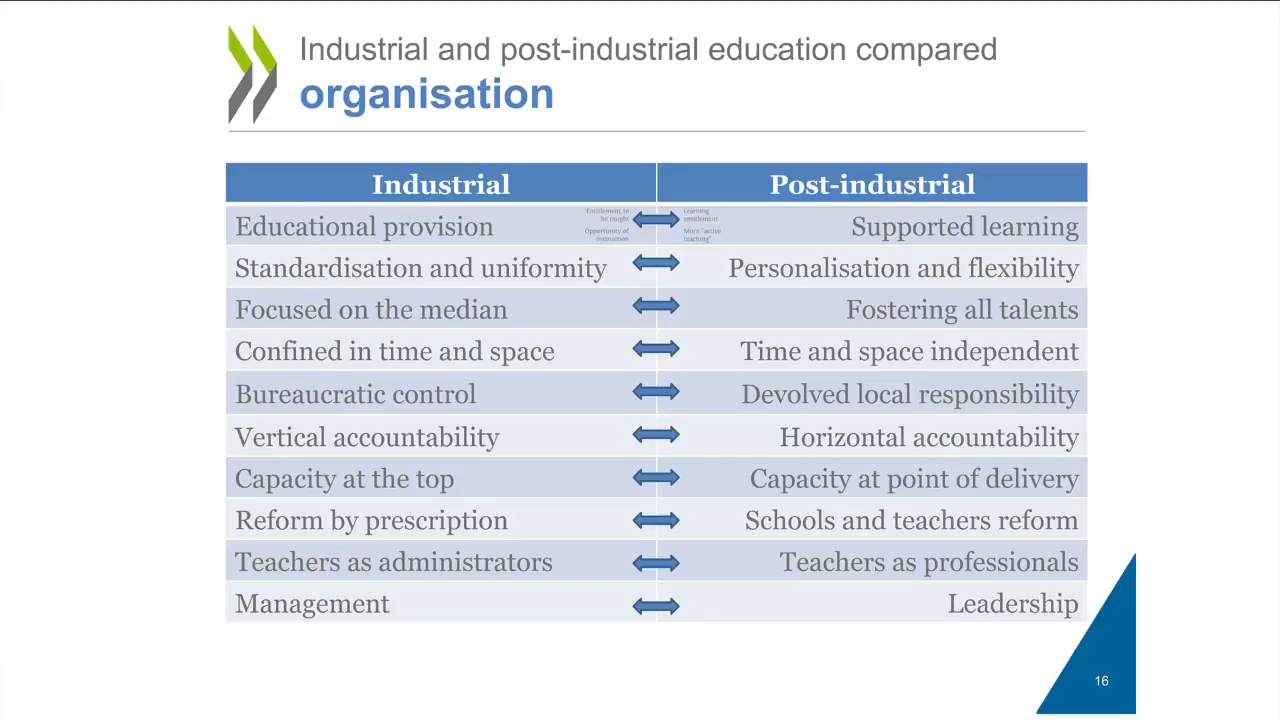 Industrial and post-industrial education compared
organisation
Industrial
Post-industrial
Educational provision
Entitlement to
be taught
Opportunity of
instruction
Learning
entitlement
More "active
teaching"
Supported learning
Standardisation and uniformity
Personalisation and flexibility
Focused on the median
Fostering all talents
Confined in time and space
Time and space independent
Bureaucratic control
Devolved local responsibility
Vertical accountability
Horizontal accountability
Capacity at the top
Capacity at point of delivery
Reform by prescription
Schools and teachers reform
Teachers as administrators
Teachers as professionals
Management
Leadership
16